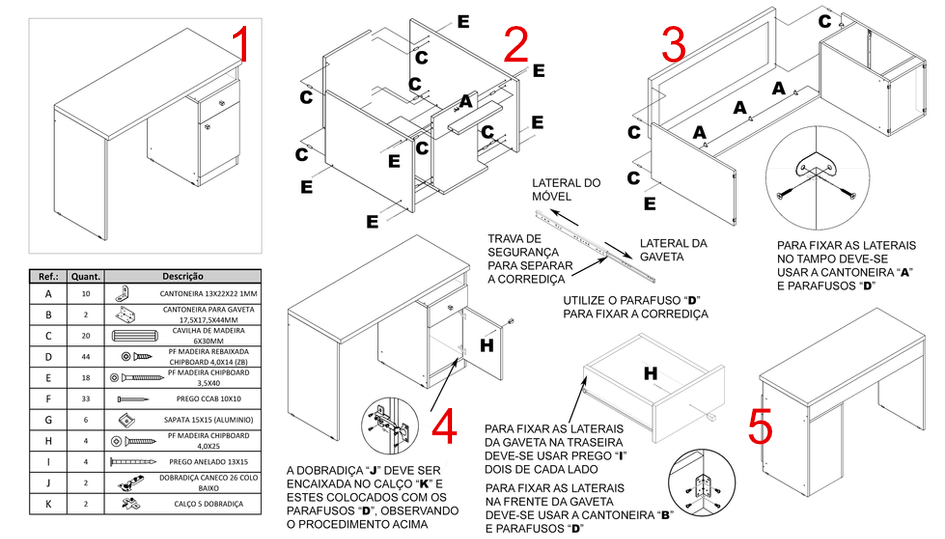 1
Ref.: Quant. Descrição
A 10 CANTONEIRA 13X22X22 1MM
B 2 CANTONEIRA PARA GAVETA
17,5X17,5X44MM
C 20 CAVILHA DE MADEIRA
6X30MM
D 44 PF MADEIRA REBAIXADA
CHIPBOARD 4,0X14 (ZB)
E 18 PF MADEIRA CHIPBOARD
3,5X40
F 33 PREGO CCAB 10X10
G 6 SAPATA 15X15 (ALUMINIO)
H 4 PF MADEIRA CHIPBOARD
4,0X25
I 4 PREGO ANELADO 13X15
J 2 DOBRADIÇA CANECO 26 COLO
BAIXO
K 2 CALÇO 5 DOBRADIÇA
2
E
C
E
C
A
C
E
C
C
E
C
E
E
3
C
A
A
A
C
C
E
PARA FIXAR AS LATERAIS
NO TAMPO DEVE-SE
USAR A CANTONEIRA “A”
E PARAFUSOS “D”
LATERAL DO
MÓVEL
TRAVA DE
SEGURANÇA
PARA SEPARAR
A CORREDIÇA
LATERAL DA
GAVETA
UTILIZE O PARAFUSO “D”
PARA FIXAR A CORREDIÇA
H
4
A DOBRADIÇA “J” DEVE SER
ENCAIXADA NO CALÇO “K” E
ESTES COLOCADOS COM OS
PARAFUSOS “D”, OBSERVANDO
O PROCEDIMENTO ACIMA
H
PARA FIXAR AS LATERAIS
DA GAVETA NA TRASEIRA
DEVE-SE USAR PREGO “I”
DOIS DE CADA LADO
PARA FIXAR AS LATERAIS
NA FRENTE DA GAVETA
DEVE-SE USAR A CANTONEIRA “B”
E PARAFUSOS “D”
5